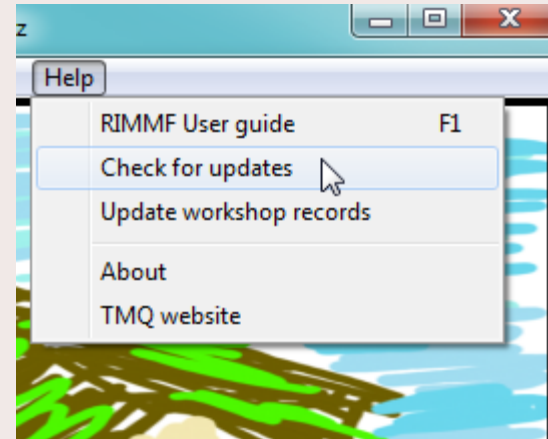 z
Help
RIMMF User guide F1
Check for updates
Update workshop records
About
TMQ website